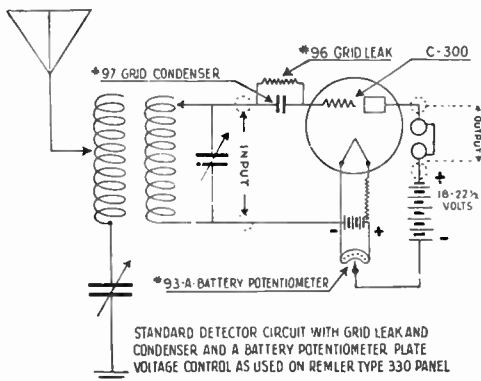 *96 GRID LEAK
C-300
*97 GRID CONDENSER
INPUT
OUTPUT
+
18-22½
VOLTS
-
- +
*93-A-BATTERY POTENTIOMETER
STANDARD DETECTOR CIRCUIT WITH GRID LEAK AND
CONDENSER AND A BATTERY POTENTIOMETER PLATE
VOLTAGE CONTROL AS USED ON REMLER TYPE 330 PANEL